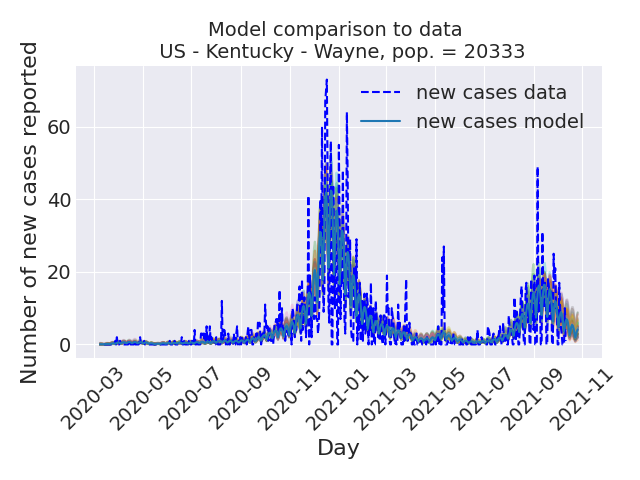 Model comparison to data
US - Kentucky - Wayne, pop. = 20333
new cases data
new cases model
Number of new cases reported
60
40
20
0
2020-03
2020-05
2020-07
2020-09
2020-11
2021-01
2021-03
2021-05
2021-07
2021-09
2021-11
Day